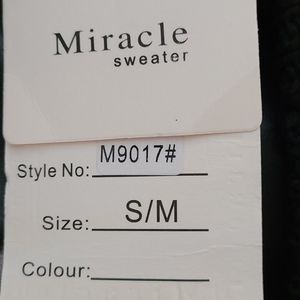 Miracle
sweater
Style No: M9017#
Size: S/M
Colour: